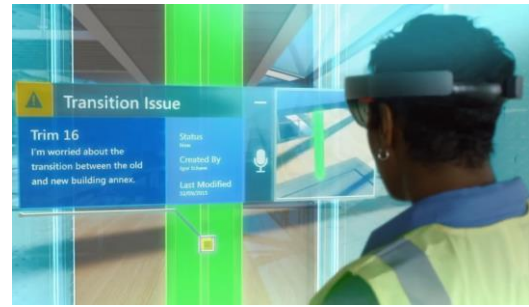 Transition Issue
Trim 16
I'm worried about the
transition between the old
and new building annex.
Status
New
Created By
Last Modified